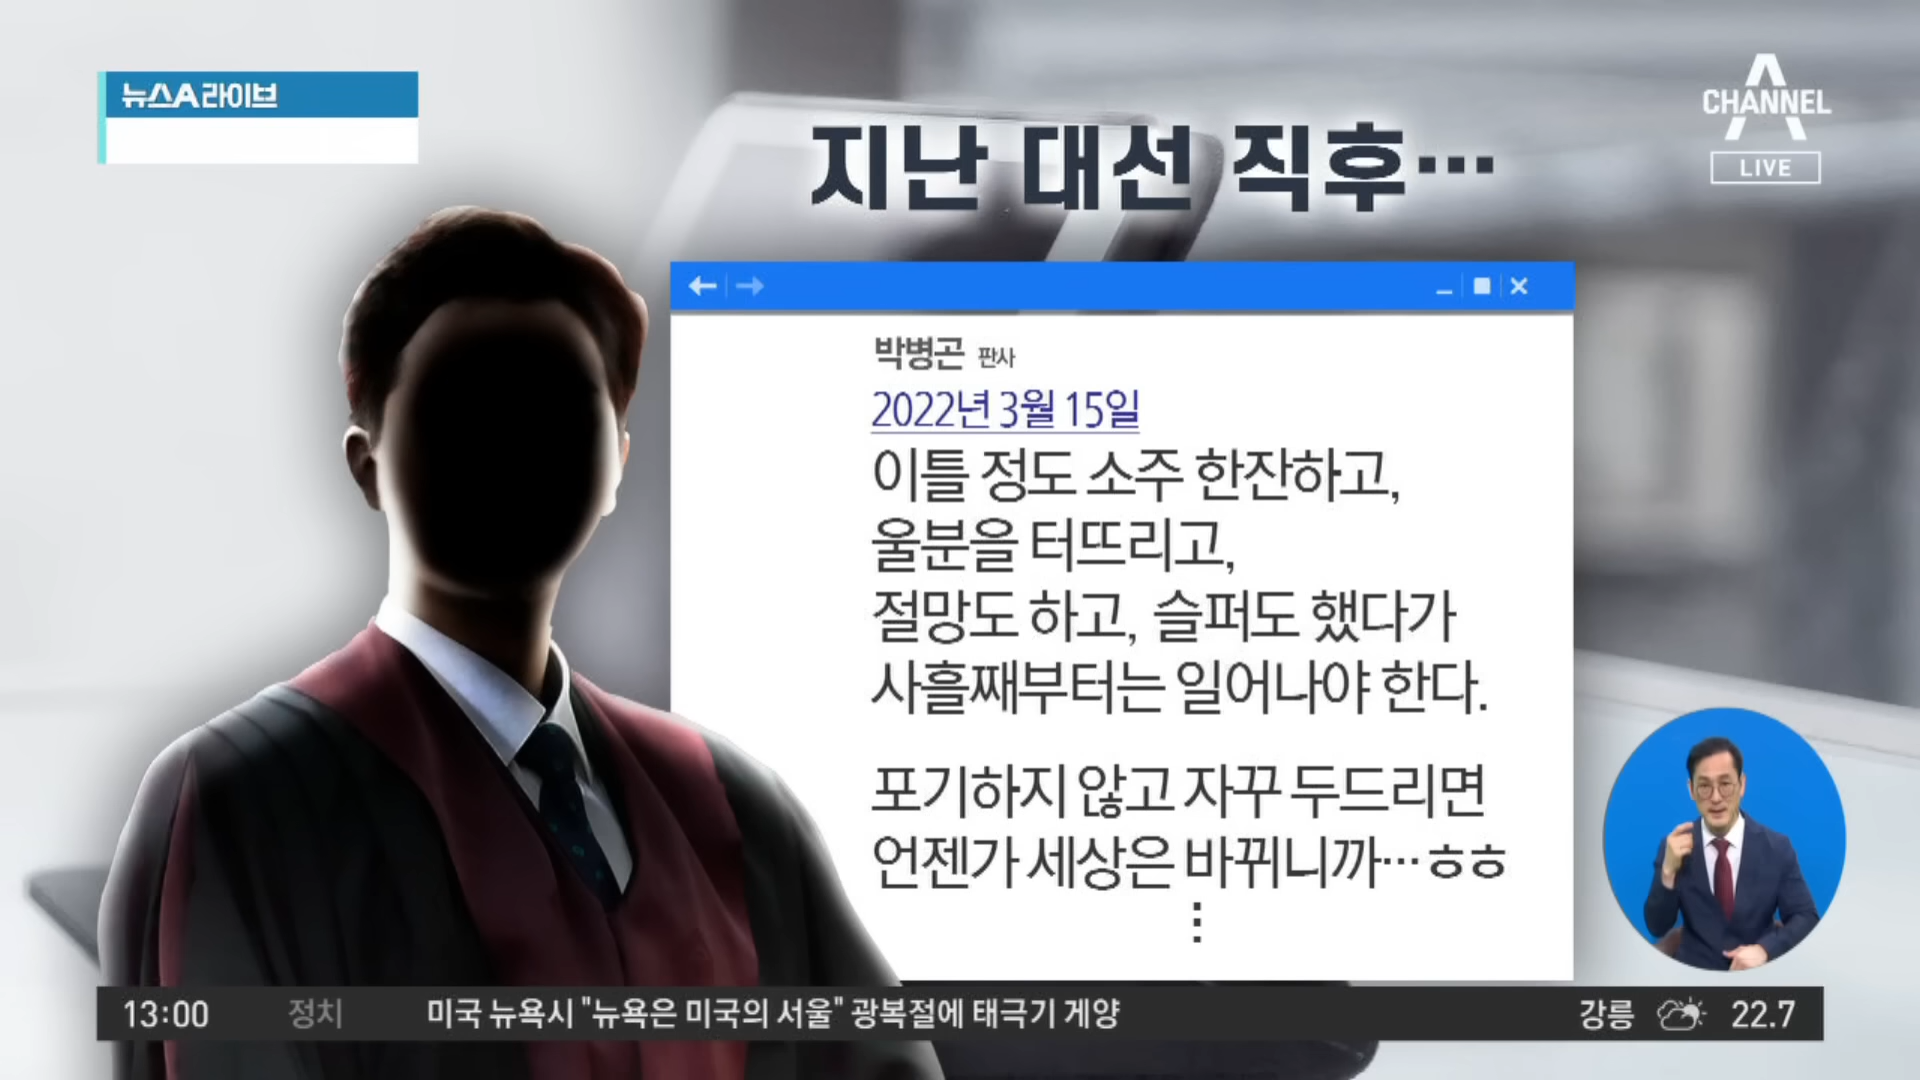 뉴스A 라이브
CHANNEL A
LIVE
지난 대선 직후…
박병곤 판사
2022년 3월 15일
이틀 정도 소주 한잔하고,
울분을 터뜨리고,
절망도 하고, 슬퍼도 했다가
사흘째부터는 일어나야 한다.
포기하지 않고 자꾸 두드리면
언젠가 세상은 바뀌니까…ㅎㅎ
⋮
13:00 정치 미국 뉴욕시 "뉴욕은 미국의 서울" 광복절에 태극기 게양 강릉 22.7